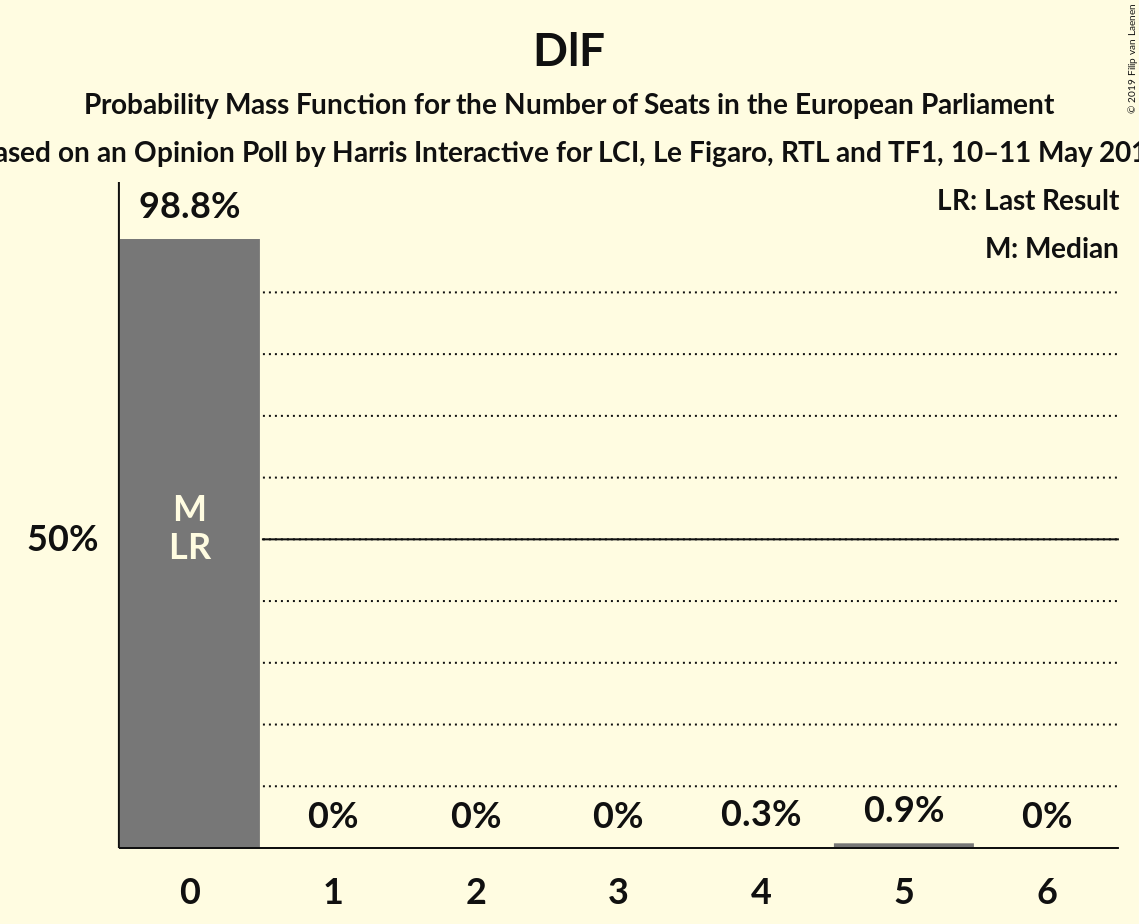 DlF
Probability Mass Function for the Number of Seats in the European Parliament
ased on an Opinion Poll by Harris Interactive for LCI, Le Figaro, RTL and TF1, 10–11 May 201
© 2019 Filip van Laenen
LR: Last Result
M: Median
98.8%
M
LR
50%
0% 0% 0% 0.3% 0.9% 0%
0 1 2 3 4 5 6